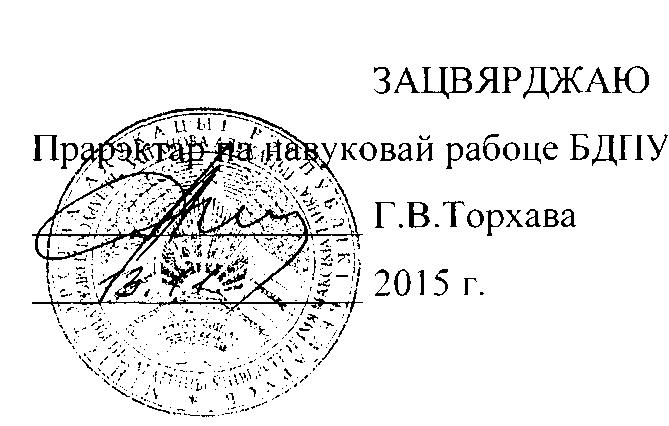 ЗАЦВЯРДЖАЮ
Прарэктар па навуковай рабоце БДПУ
Г.В.Торхава
2015 г.